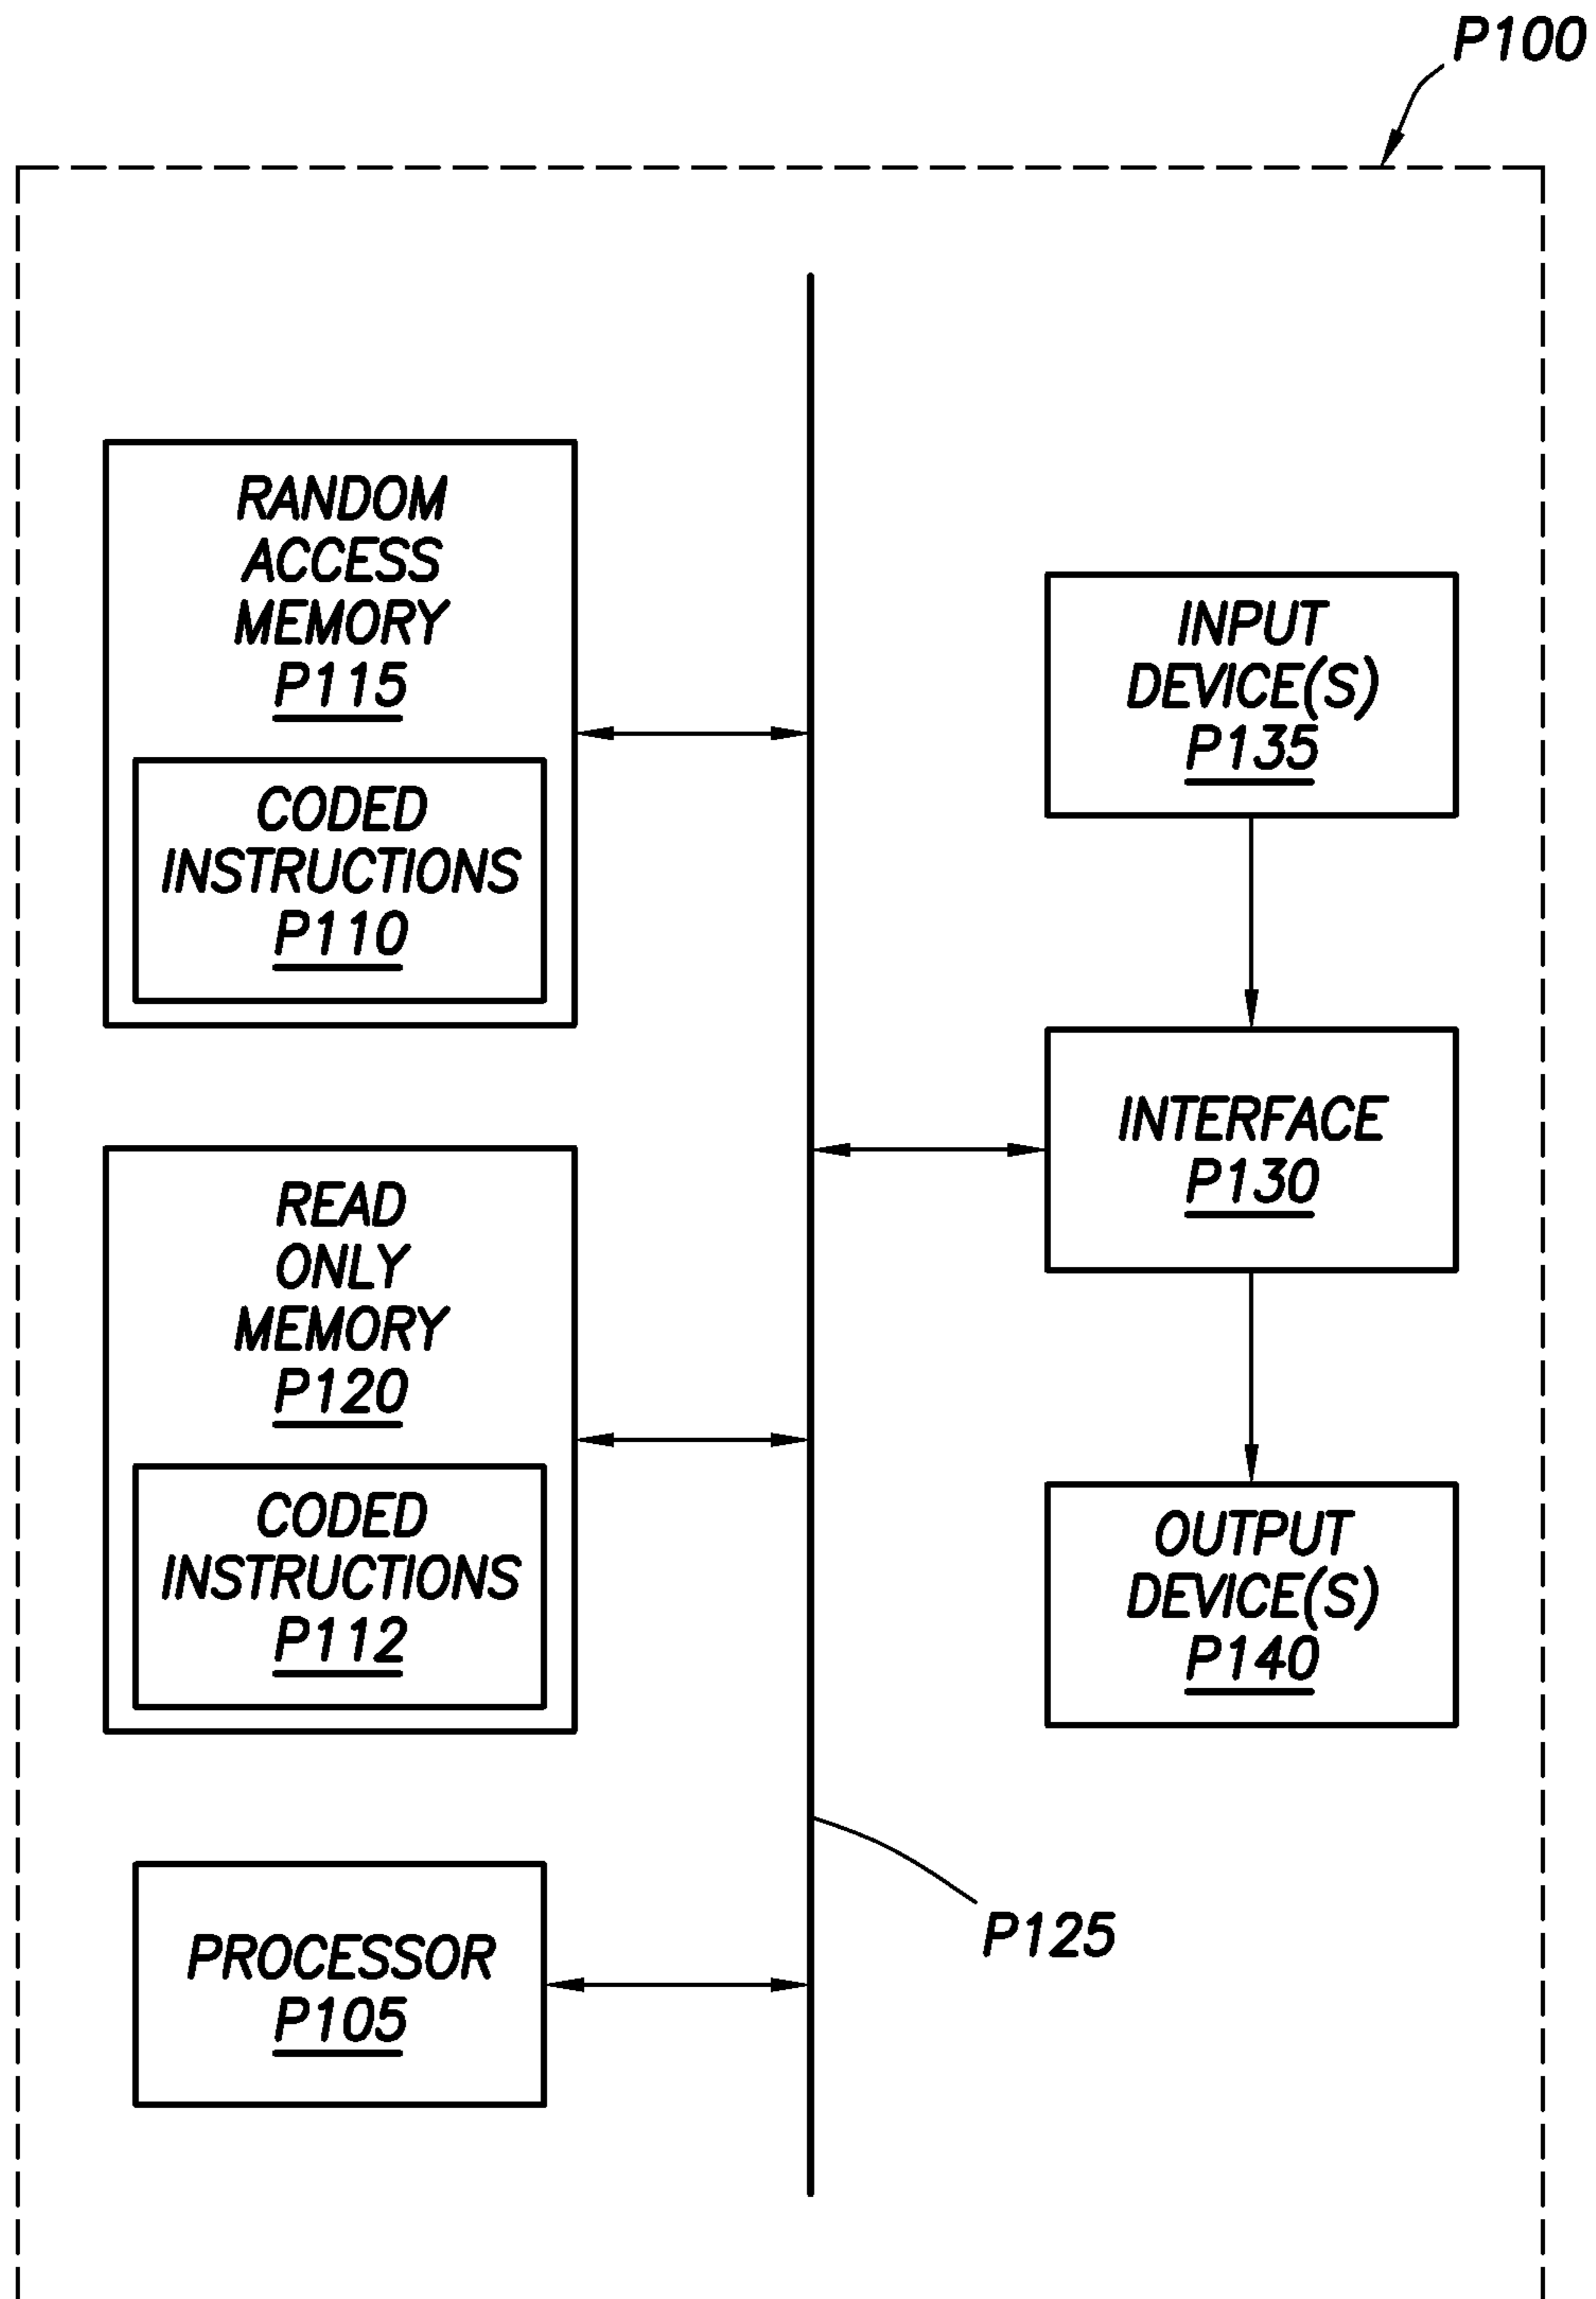 P100
RANDOM
ACCESS
MEMORY
P115
CODED
INSTRUCTIONS
P110
READ
ONLY
MEMORY
P120
CODED
INSTRUCTIONS
P112
PROCESSOR
P105
INPUT
DEVICE(S)
P135
INTERFACE
P130
OUTPUT
DEVICE(S)
P140
P125